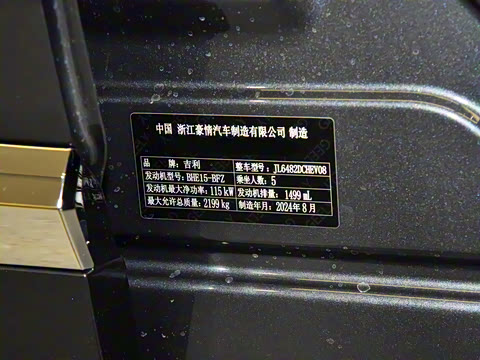 中国 浙江豪情汽车制造有限公司 制造
品 牌: 吉利 整车型号: JL6482DCHEV08
发动机型号: BHE15-BFZ 乘坐人数: 5
发动机最大净功率: 115 kW 发动机排量: 1499 mL
最大允许总质量: 2199 kg 制造年月: 2024年8月